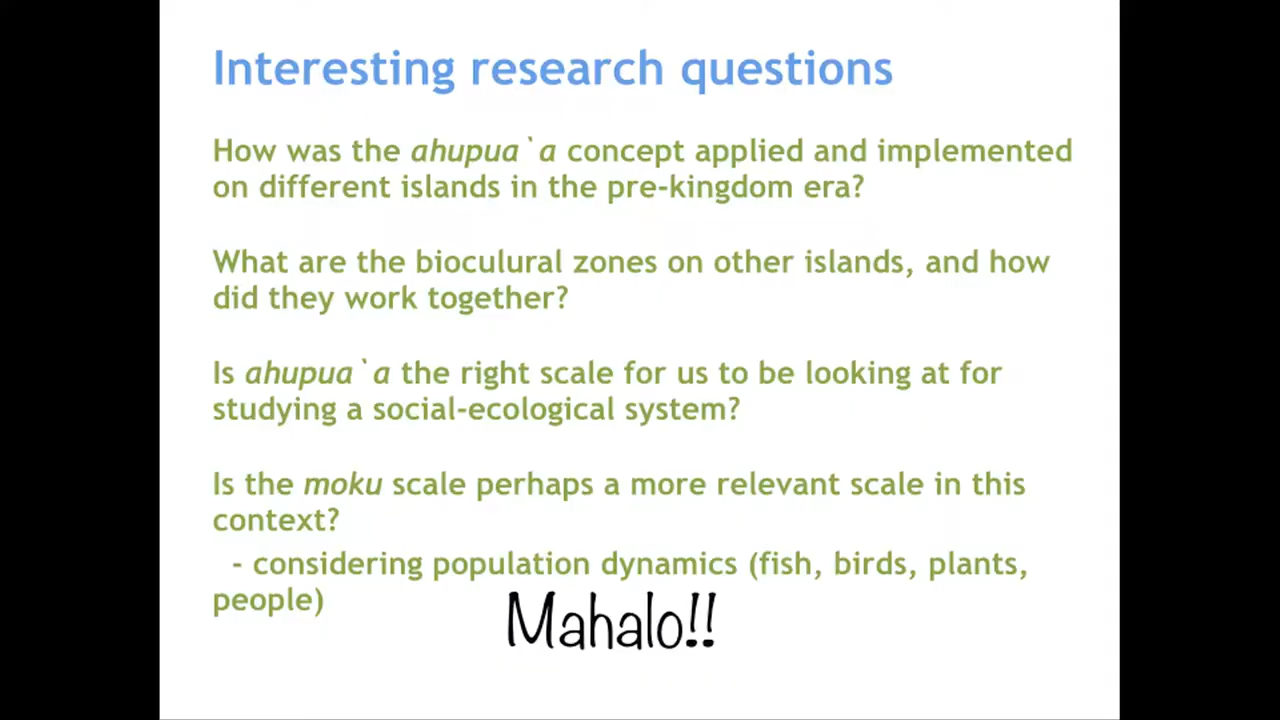 Interesting research questions
How was the ahupua`a concept applied and implemented
on different islands in the pre-kingdom era?
What are the bioculural zones on other islands, and how
did they work together?
Is ahupua`a the right scale for us to be looking at for
studying a social-ecological system?
Is the moku scale perhaps a more relevant scale in this
context?
- considering population dynamics (fish, birds, plants,
people)
Mahalo!!